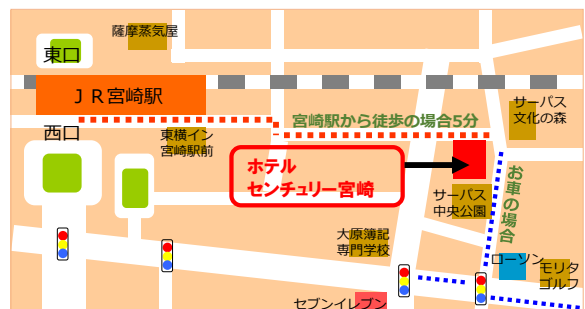 薩摩蒸気屋
東口
JR宮崎駅
宮崎駅から徒歩の場合5分
サーパス
文化の森
西口
東横イン
宮崎駅前
ホテル
センチュリー宮崎
お車の場合
サーパス
中央公園
大原簿記
専門学校
ローソン
モリタ
ゴルフ
セブンイレブン